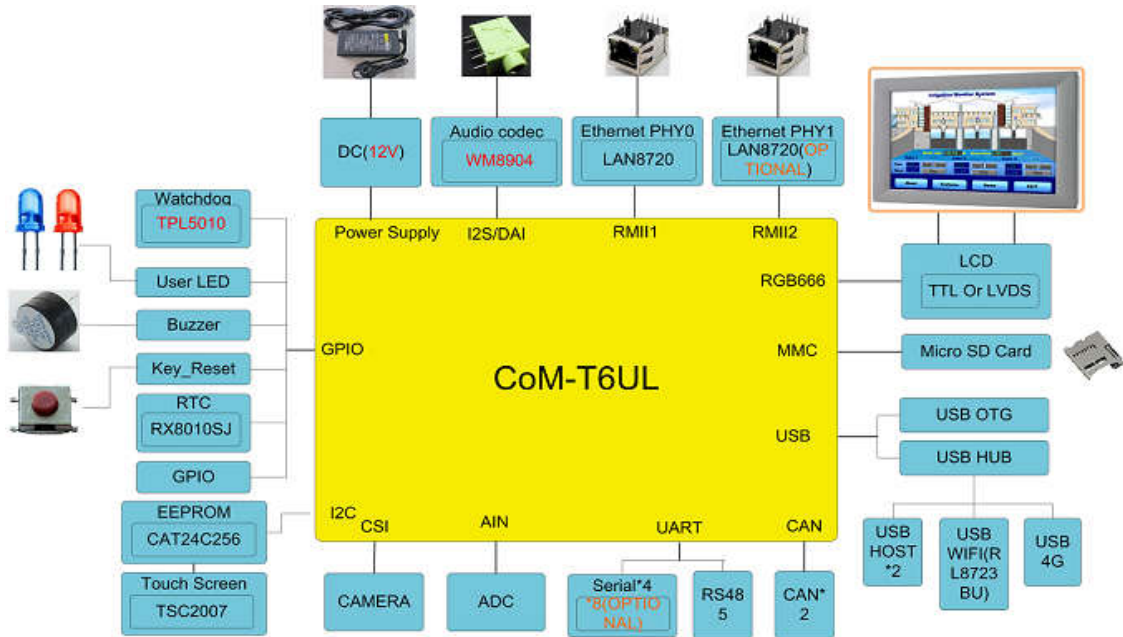 DC(12V)
Audio codec
WM8904
Ethernet PHY0
LAN8720
Ethernet PHY1
LAN8720(OP
TIONAL)
Irrigation Monitor System
Watchdog
TPL5010
User LED
Buzzer
Key_Reset
RTC
RX8010SJ
GPIO
EEPROM
CAT24C256
Touch Screen
TSC2007
Power Supply
I2S/DAI
RMII1
RMII2
RGB666
GPIO
MMC
CoM-T6UL
USB
I2C
CSI
AIN
UART
CAN
LCD
TTL Or LVDS
Micro SD Card
USB OTG
USB HUB
USB
HOST
*2
USB
WIFI(R
L8723
BU)
USB
4G
CAMERA
ADC
Serial*4
*8(OPTIO
NAL)
RS48
5
CAN*
2